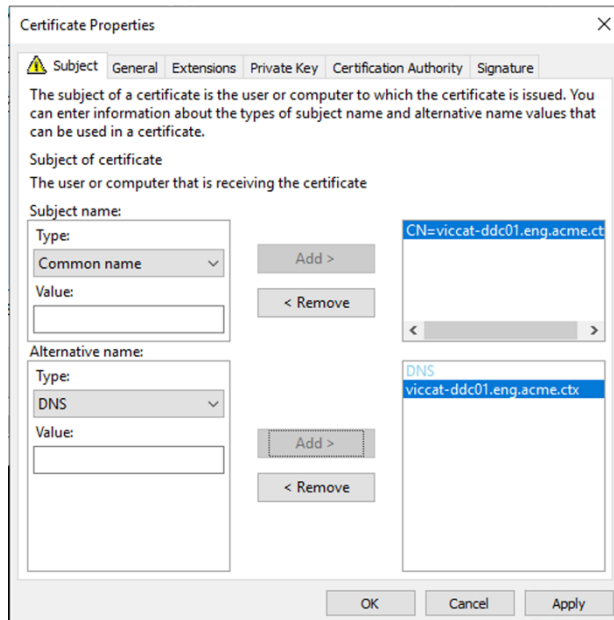 Certificate Properties
Subject General Extensions Private Key Certification Authority Signature
The subject of a certificate is the user or computer to which the certificate is issued. You
can enter information about the types of subject name and alternative name values that
can be used in a certificate.
Subject of certificate
The user or computer that is receiving the certificate
Subject name:
Type:
Common name
Value:
Add >
< Remove
CN=viccat-ddc01.eng.acme.ct
Alternative name:
Type:
DNS
Value:
Add >
< Remove
DNS
viccat-ddc01.eng.acme.ctx
OK Cancel Apply